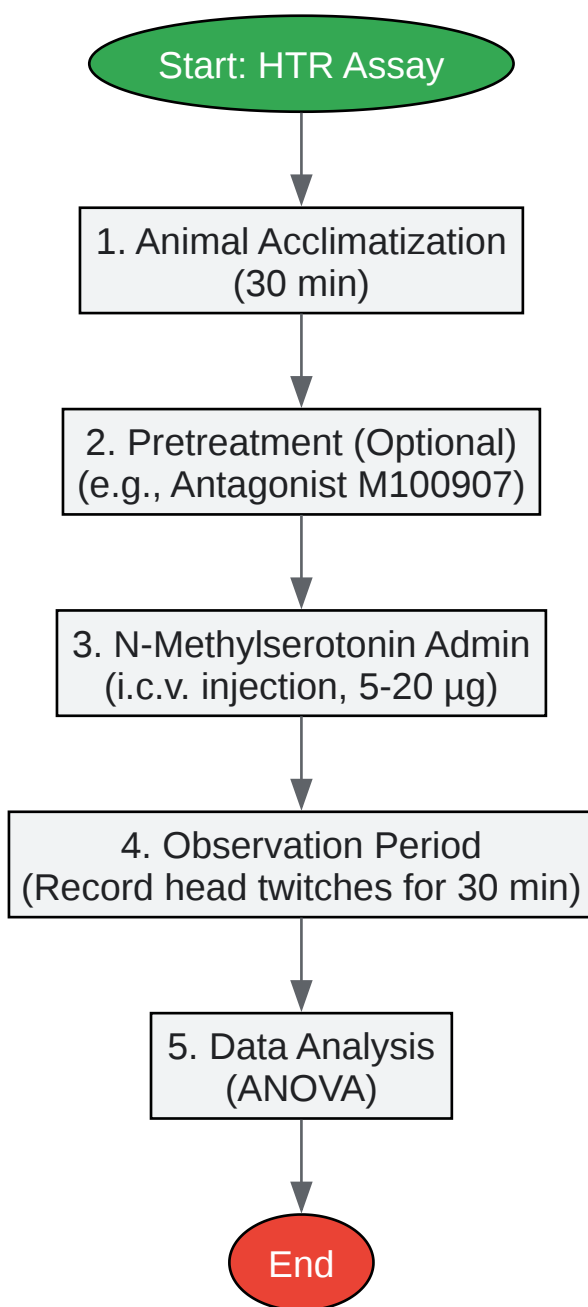 Start: HTR Assay
1. Animal Acclimatization
(30 min)
2. Pretreatment (Optional)
(e.g., Antagonist M100907)
3. N-Methylserotonin Admin
(i.c.v. injection, 5-20 µg)
4. Observation Period
(Record head twitches for 30 min)
5. Data Analysis
(ANOVA)
End